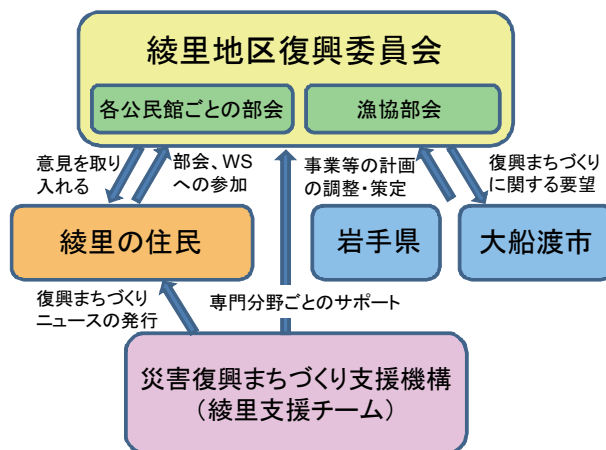 綾里地区復興委員会
各公民館ごとの部会
漁協部会
意見を取り
入れる
部会、WS
への参加
事業等の計画
の調整・策定
復興まちづくり
に関する要望
綾里の住民
岩手県
大船渡市
復興まちづくり
ニュースの発行
専門分野ごとのサポート
災害復興まちづくり支援機構
（綾里支援チーム）